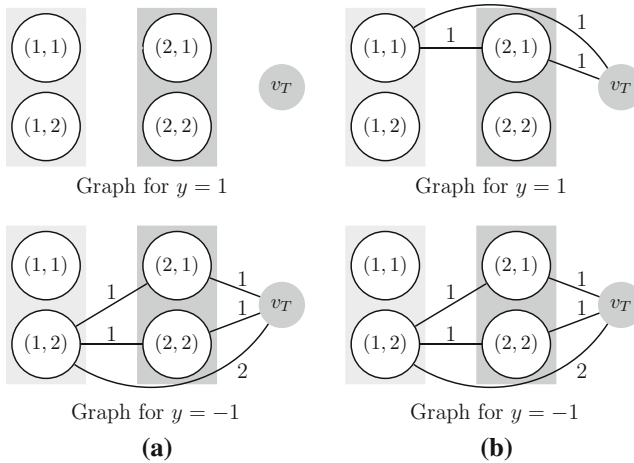 (1, 1)
(2, 1)
v_T
(1, 2)
(2, 2)
Graph for y = 1
1
(1, 1)
1
(2, 1)
1
v_T
(1, 2)
(2, 2)
Graph for y = 1
(1, 1)
(2, 1)
1
1
v_T
1
(1, 2)
1
(2, 2)
2
Graph for y = −1
(a)
(1, 1)
(2, 1)
1
1
v_T
1
(1, 2)
1
(2, 2)
2
Graph for y = −1
(b)